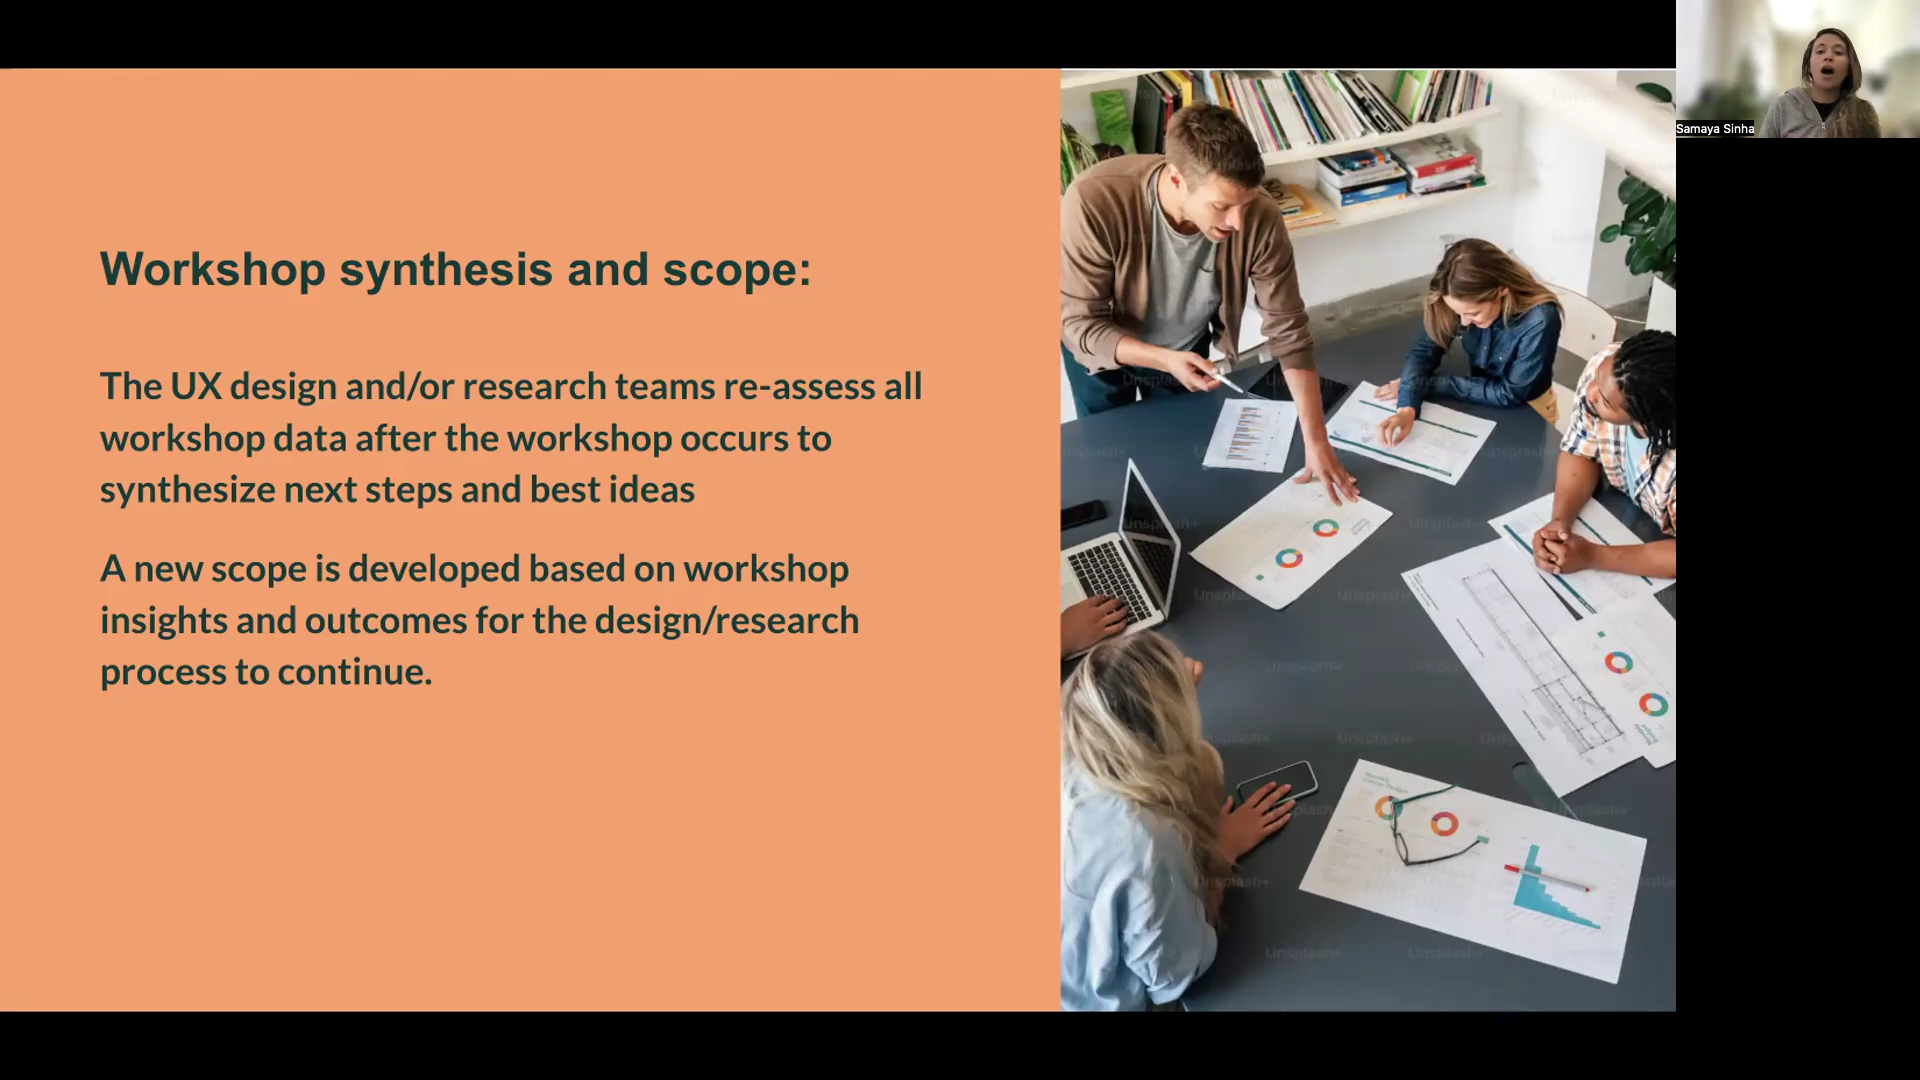 Workshop synthesis and scope:
The UX design and/or research teams re-assess all
workshop data after the workshop occurs to
synthesize next steps and best ideas
A new scope is developed based on workshop
insights and outcomes for the design/research
process to continue.
Samaya Sinha
Unsplash+